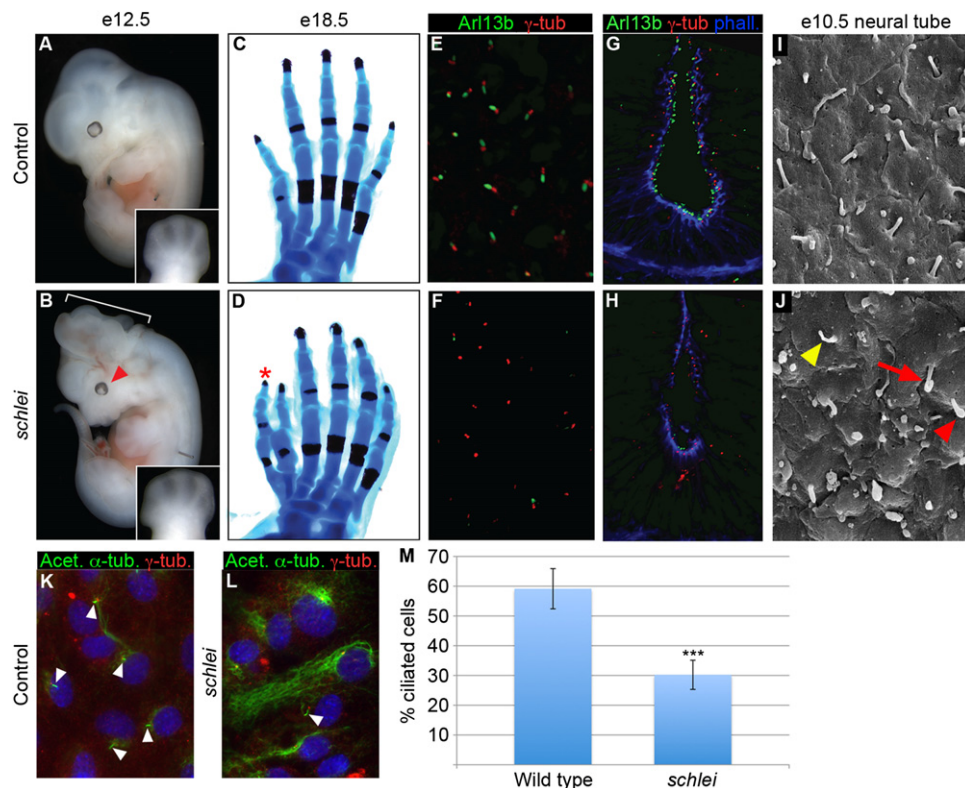 e12.5 e18.5 Arl13b γ-tub Arl13b γ-tub phall. e10.5 neural tube
A C E G I
Control
B D F H J
*
schlei
Acet. α-tub. γ-tub. Acet. α-tub. γ-tub. M
K L
Control
schlei
% ciliated cells
70
60
50
40
30
20
10
***
Wild type schlei